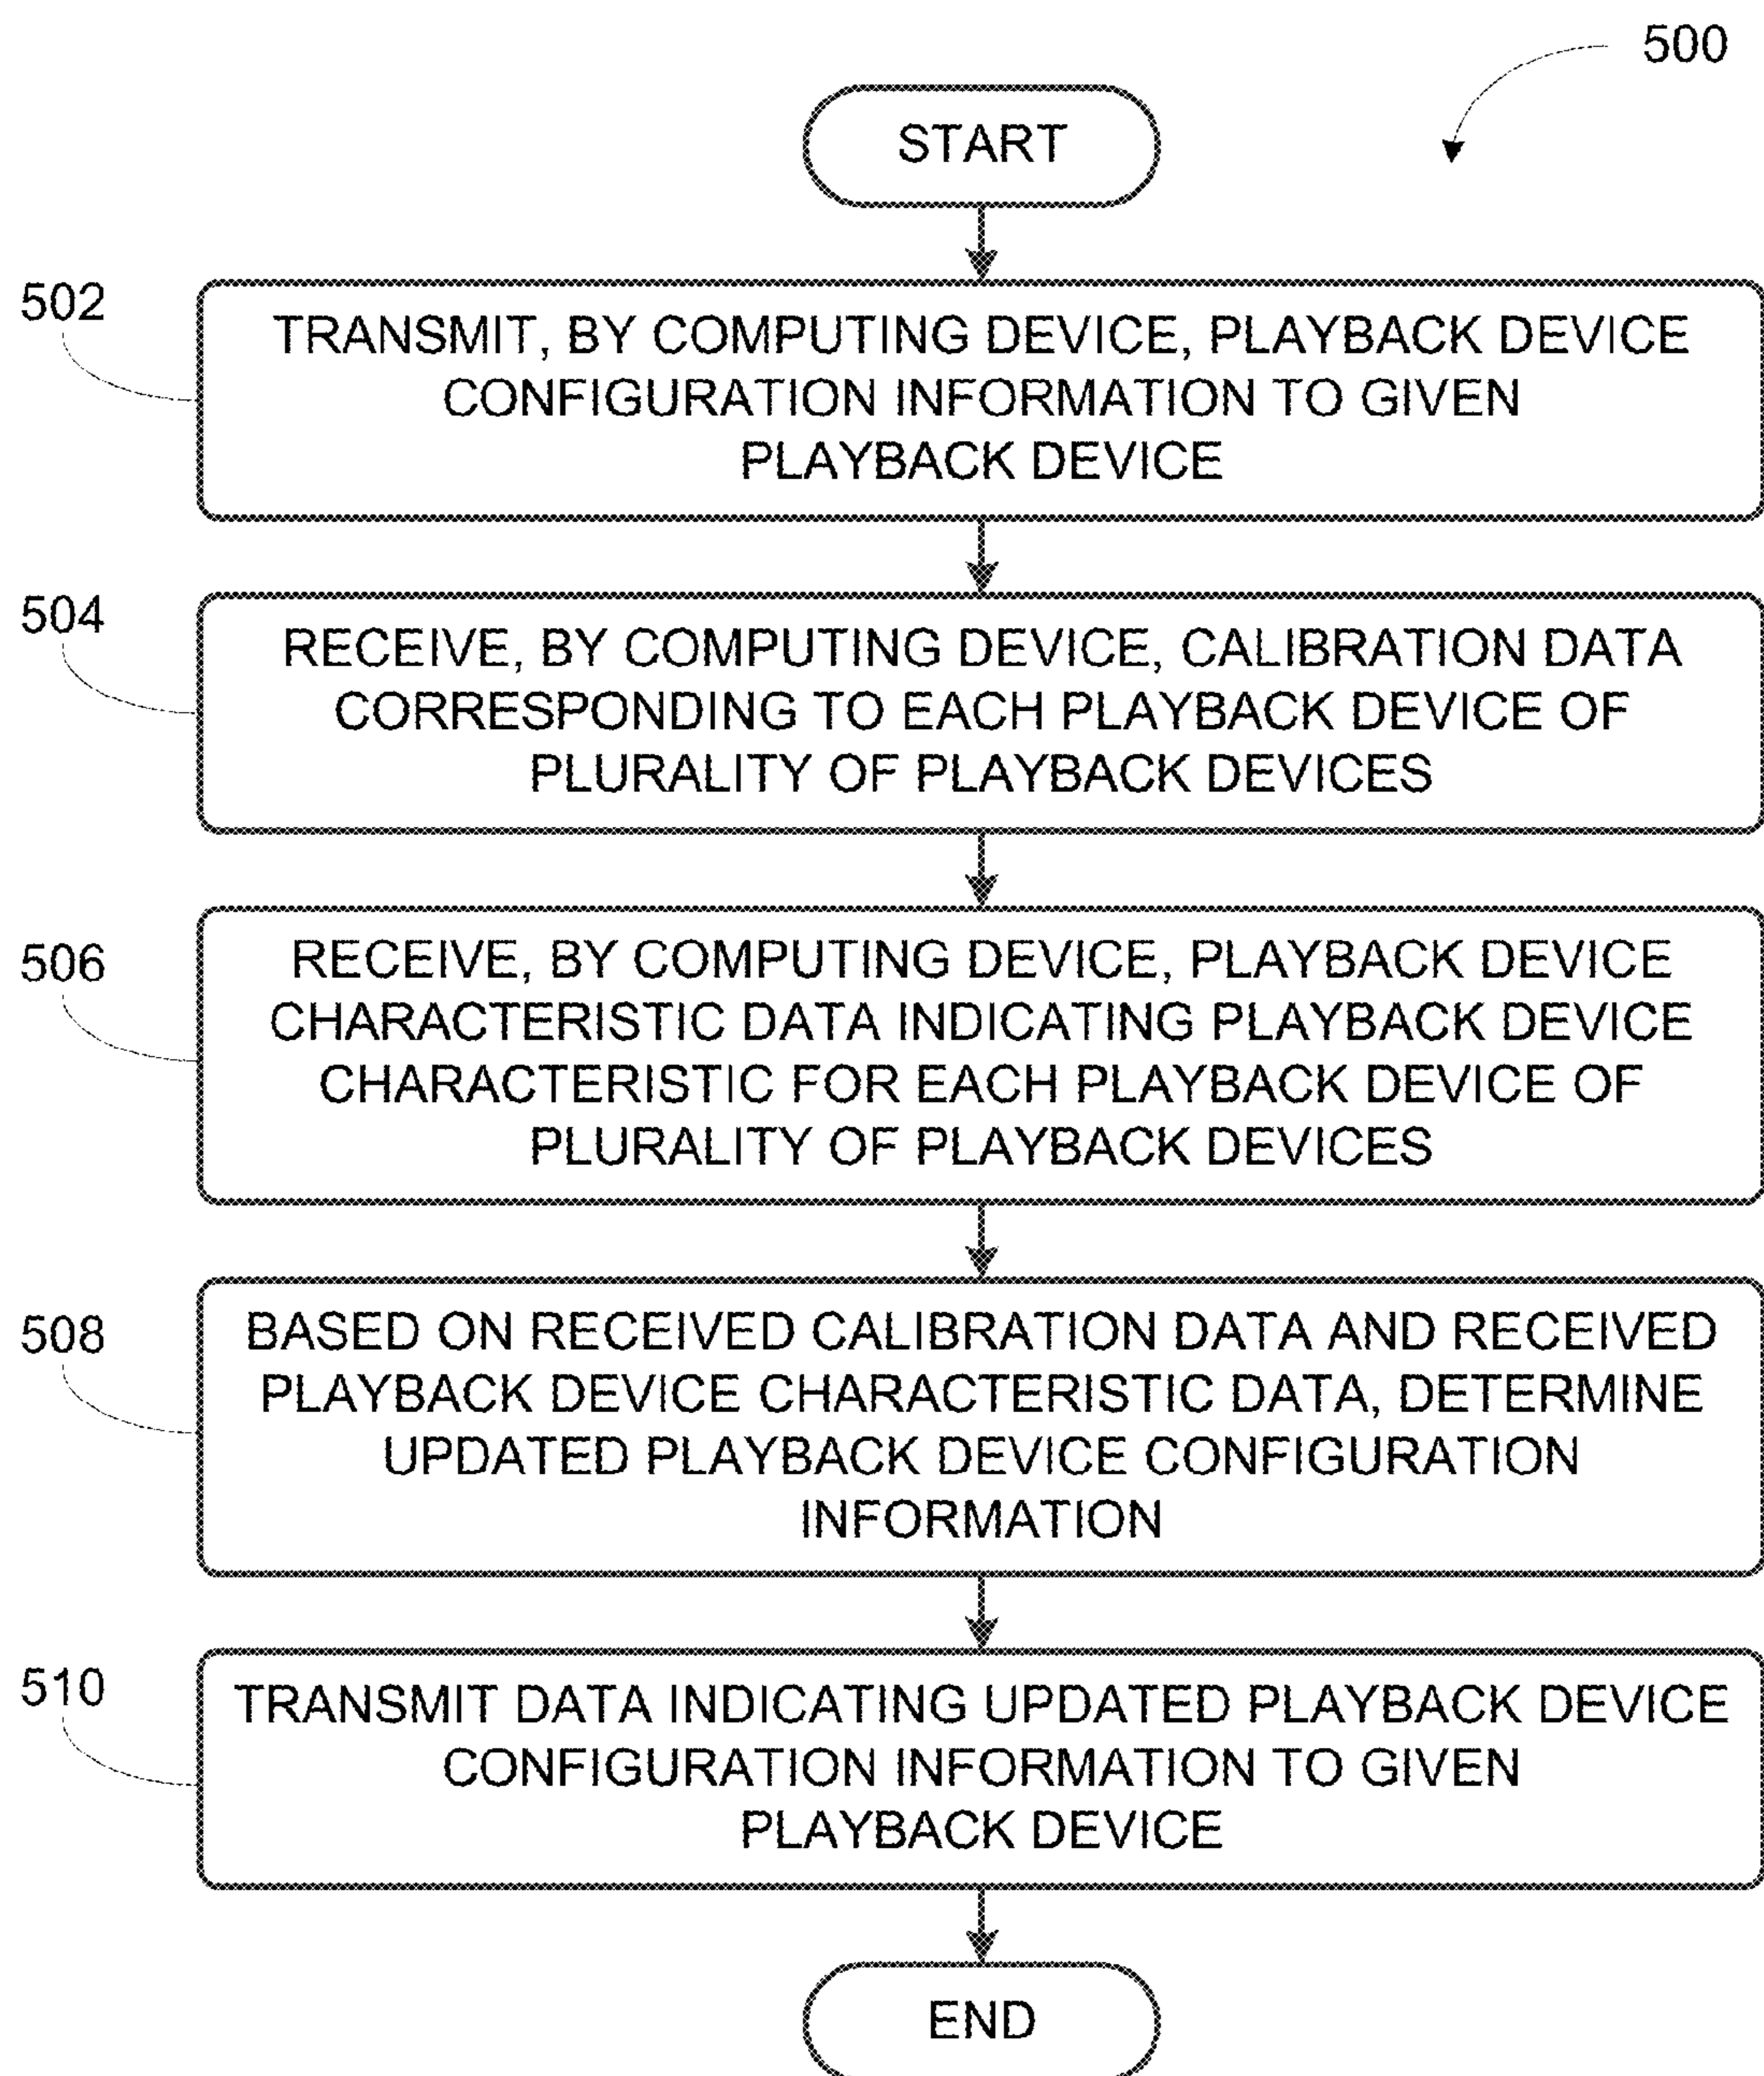 500
START
502
TRANSMIT, BY COMPUTING DEVICE, PLAYBACK DEVICE
CONFIGURATION INFORMATION TO GIVEN
PLAYBACK DEVICE
504
RECEIVE, BY COMPUTING DEVICE, CALIBRATION DATA
CORRESPONDING TO EACH PLAYBACK DEVICE OF
PLURALITY OF PLAYBACK DEVICES
506
RECEIVE, BY COMPUTING DEVICE, PLAYBACK DEVICE
CHARACTERISTIC DATA INDICATING PLAYBACK DEVICE
CHARACTERISTIC FOR EACH PLAYBACK DEVICE OF
PLURALITY OF PLAYBACK DEVICES
508
BASED ON RECEIVED CALIBRATION DATA AND RECEIVED
PLAYBACK DEVICE CHARACTERISTIC DATA, DETERMINE
UPDATED PLAYBACK DEVICE CONFIGURATION
INFORMATION
510
TRANSMIT DATA INDICATING UPDATED PLAYBACK DEVICE
CONFIGURATION INFORMATION TO GIVEN
PLAYBACK DEVICE
END